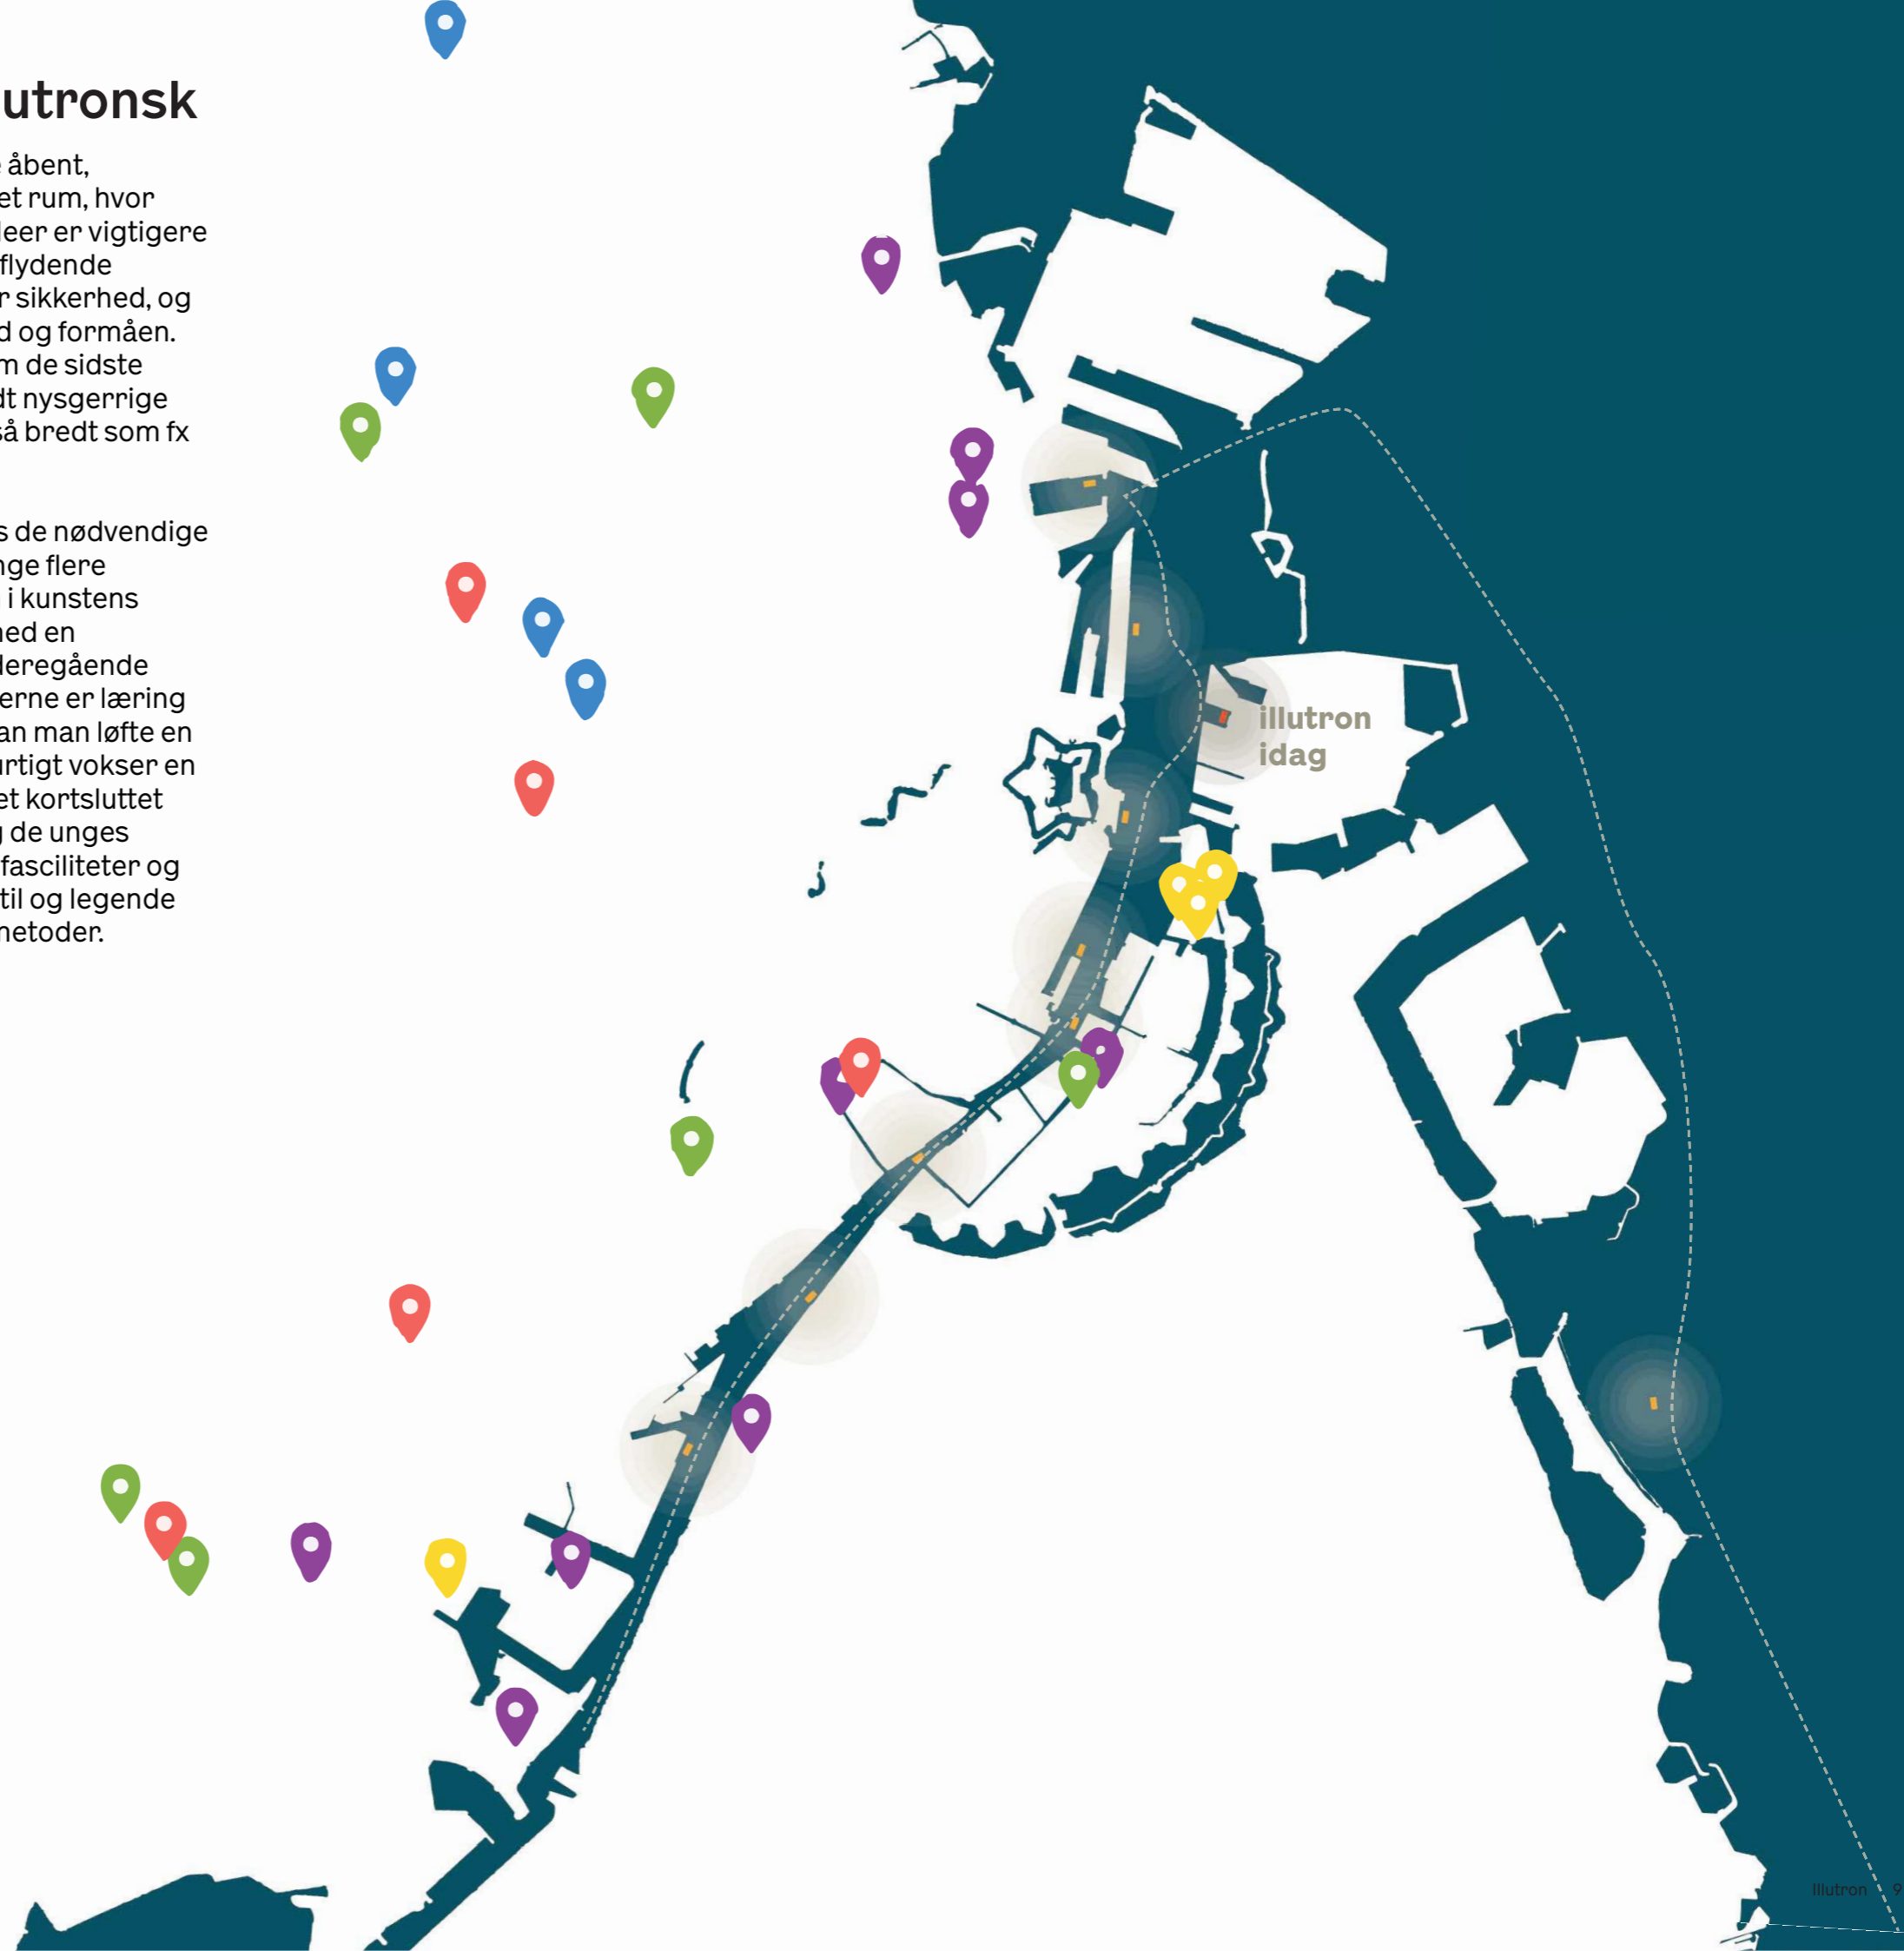 utronsk
åbent,
et rum, hvor
leer er vigtigere
flydende
r sikkerhed, og
d og formåen.
m de sidste
dt nysgerrige
så bredt som fx
s de nødvendige
nge flere
i kunstens
ned en
deregående
erne er læring
an man løfte en
urtigt vokser en
et kortsluttet
g de unges
fasciliteter og
til og legende
netoder.
illutron
idag
Illutron 9